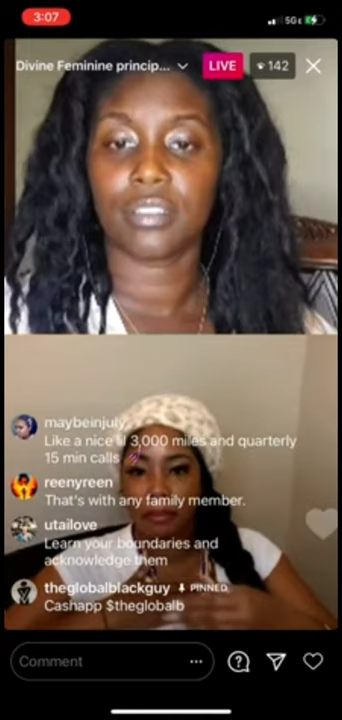 3:07
5GE
Divine Feminine princip...
LIVE
142
maybeinjuly
Like a nice lil 3,000 miles and quarterly
15 min calls
reenyreen
That's with any family member.
utailove
Learn your boundaries and
acknowledge them
theglobalblackguy PINNED
Cashapp $theglobalb
Comment